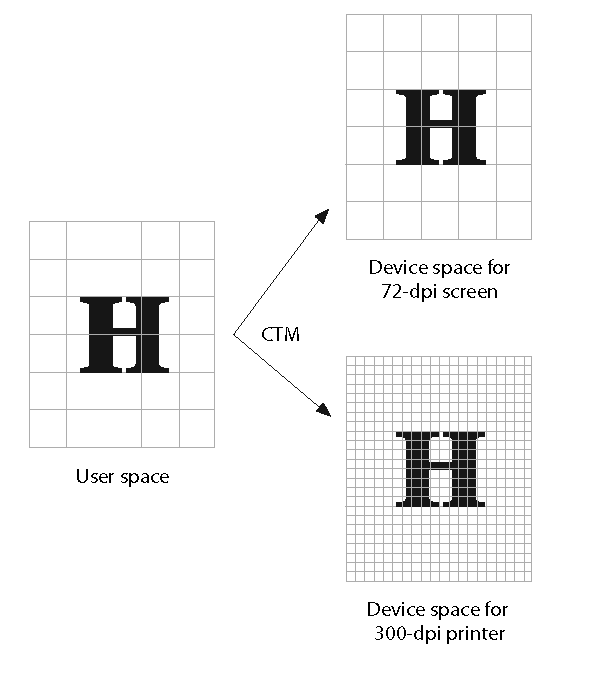 H
Device space for
72-dpi screen
H
CTM
User space
H
Device space for
300-dpi printer